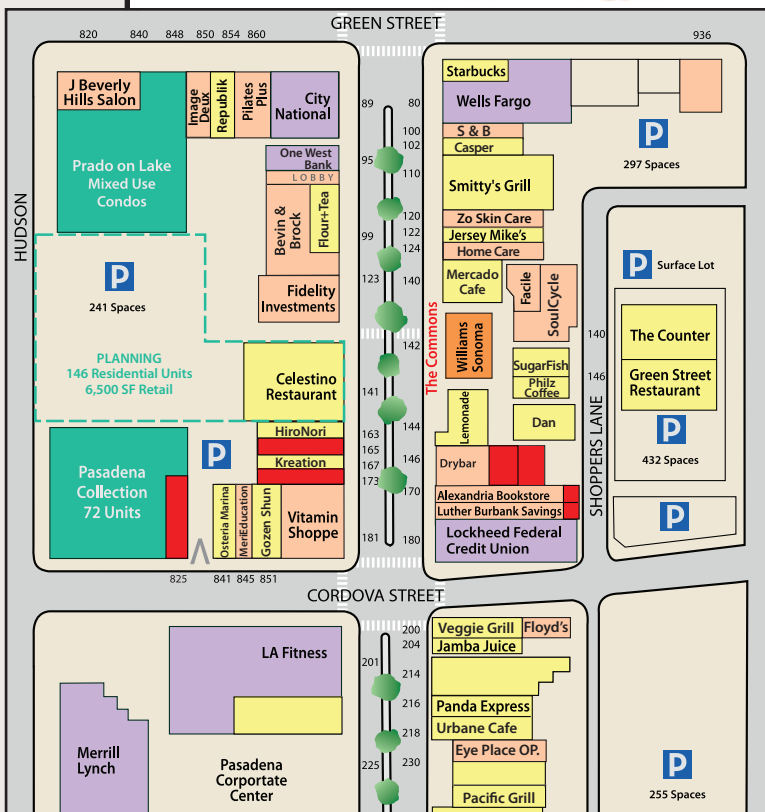 GREEN STREET
820
840
848
850
854
860
936
J Beverly
Hills Salon
Image
Deux
Republik
Pilates
Plus
City
National
89
80
Starbucks
Wells Fargo
P
297 Spaces
Prado on Lake
Mixed Use
Condos
One West
Bank
LOBBY
95
100
102
110
S & B
Casper
Smitty's Grill
HUDSON
Bevin &
Brock
Flour+Tea
99
120
122
124
Zo Skin Care
Jersey Mike's
Home Care
P
241 Spaces
Fidelity
Investments
123
140
Mercado
Cafe
Facile
SoulCycle
P
Surface Lot
The Commons
142
Williams
Sonoma
140
The Counter
PLANNING
146 Residential Units
6,500 SF Retail
Celestino
Restaurant
141
SugarFish
Philz
Coffee
146
Green Street
Restaurant
144
Lemonade
Dan
SHOPPERS LANE
P
432 Spaces
HiroNori
163
165
Kreation
167
173
P
Pasadena
Collection
72 Units
146
Drybar
170
Alexandria Bookstore
Luther Burbank Savings
P
Osteria Marina
MeriEducation
Gozen Shun
Vitamin
Shoppe
181
180
Lockheed Federal
Credit Union
825
841
845
851
CORDOVA STREET
200
204
Veggie Grill
Floyd's
Jamba Juice
LA Fitness
201
214
216
Panda Express
218
Urbane Cafe
Merrill
Lynch
Pasadena
Corportate
Center
225
230
Eye Place OP.
Pacific Grill
P
255 Spaces